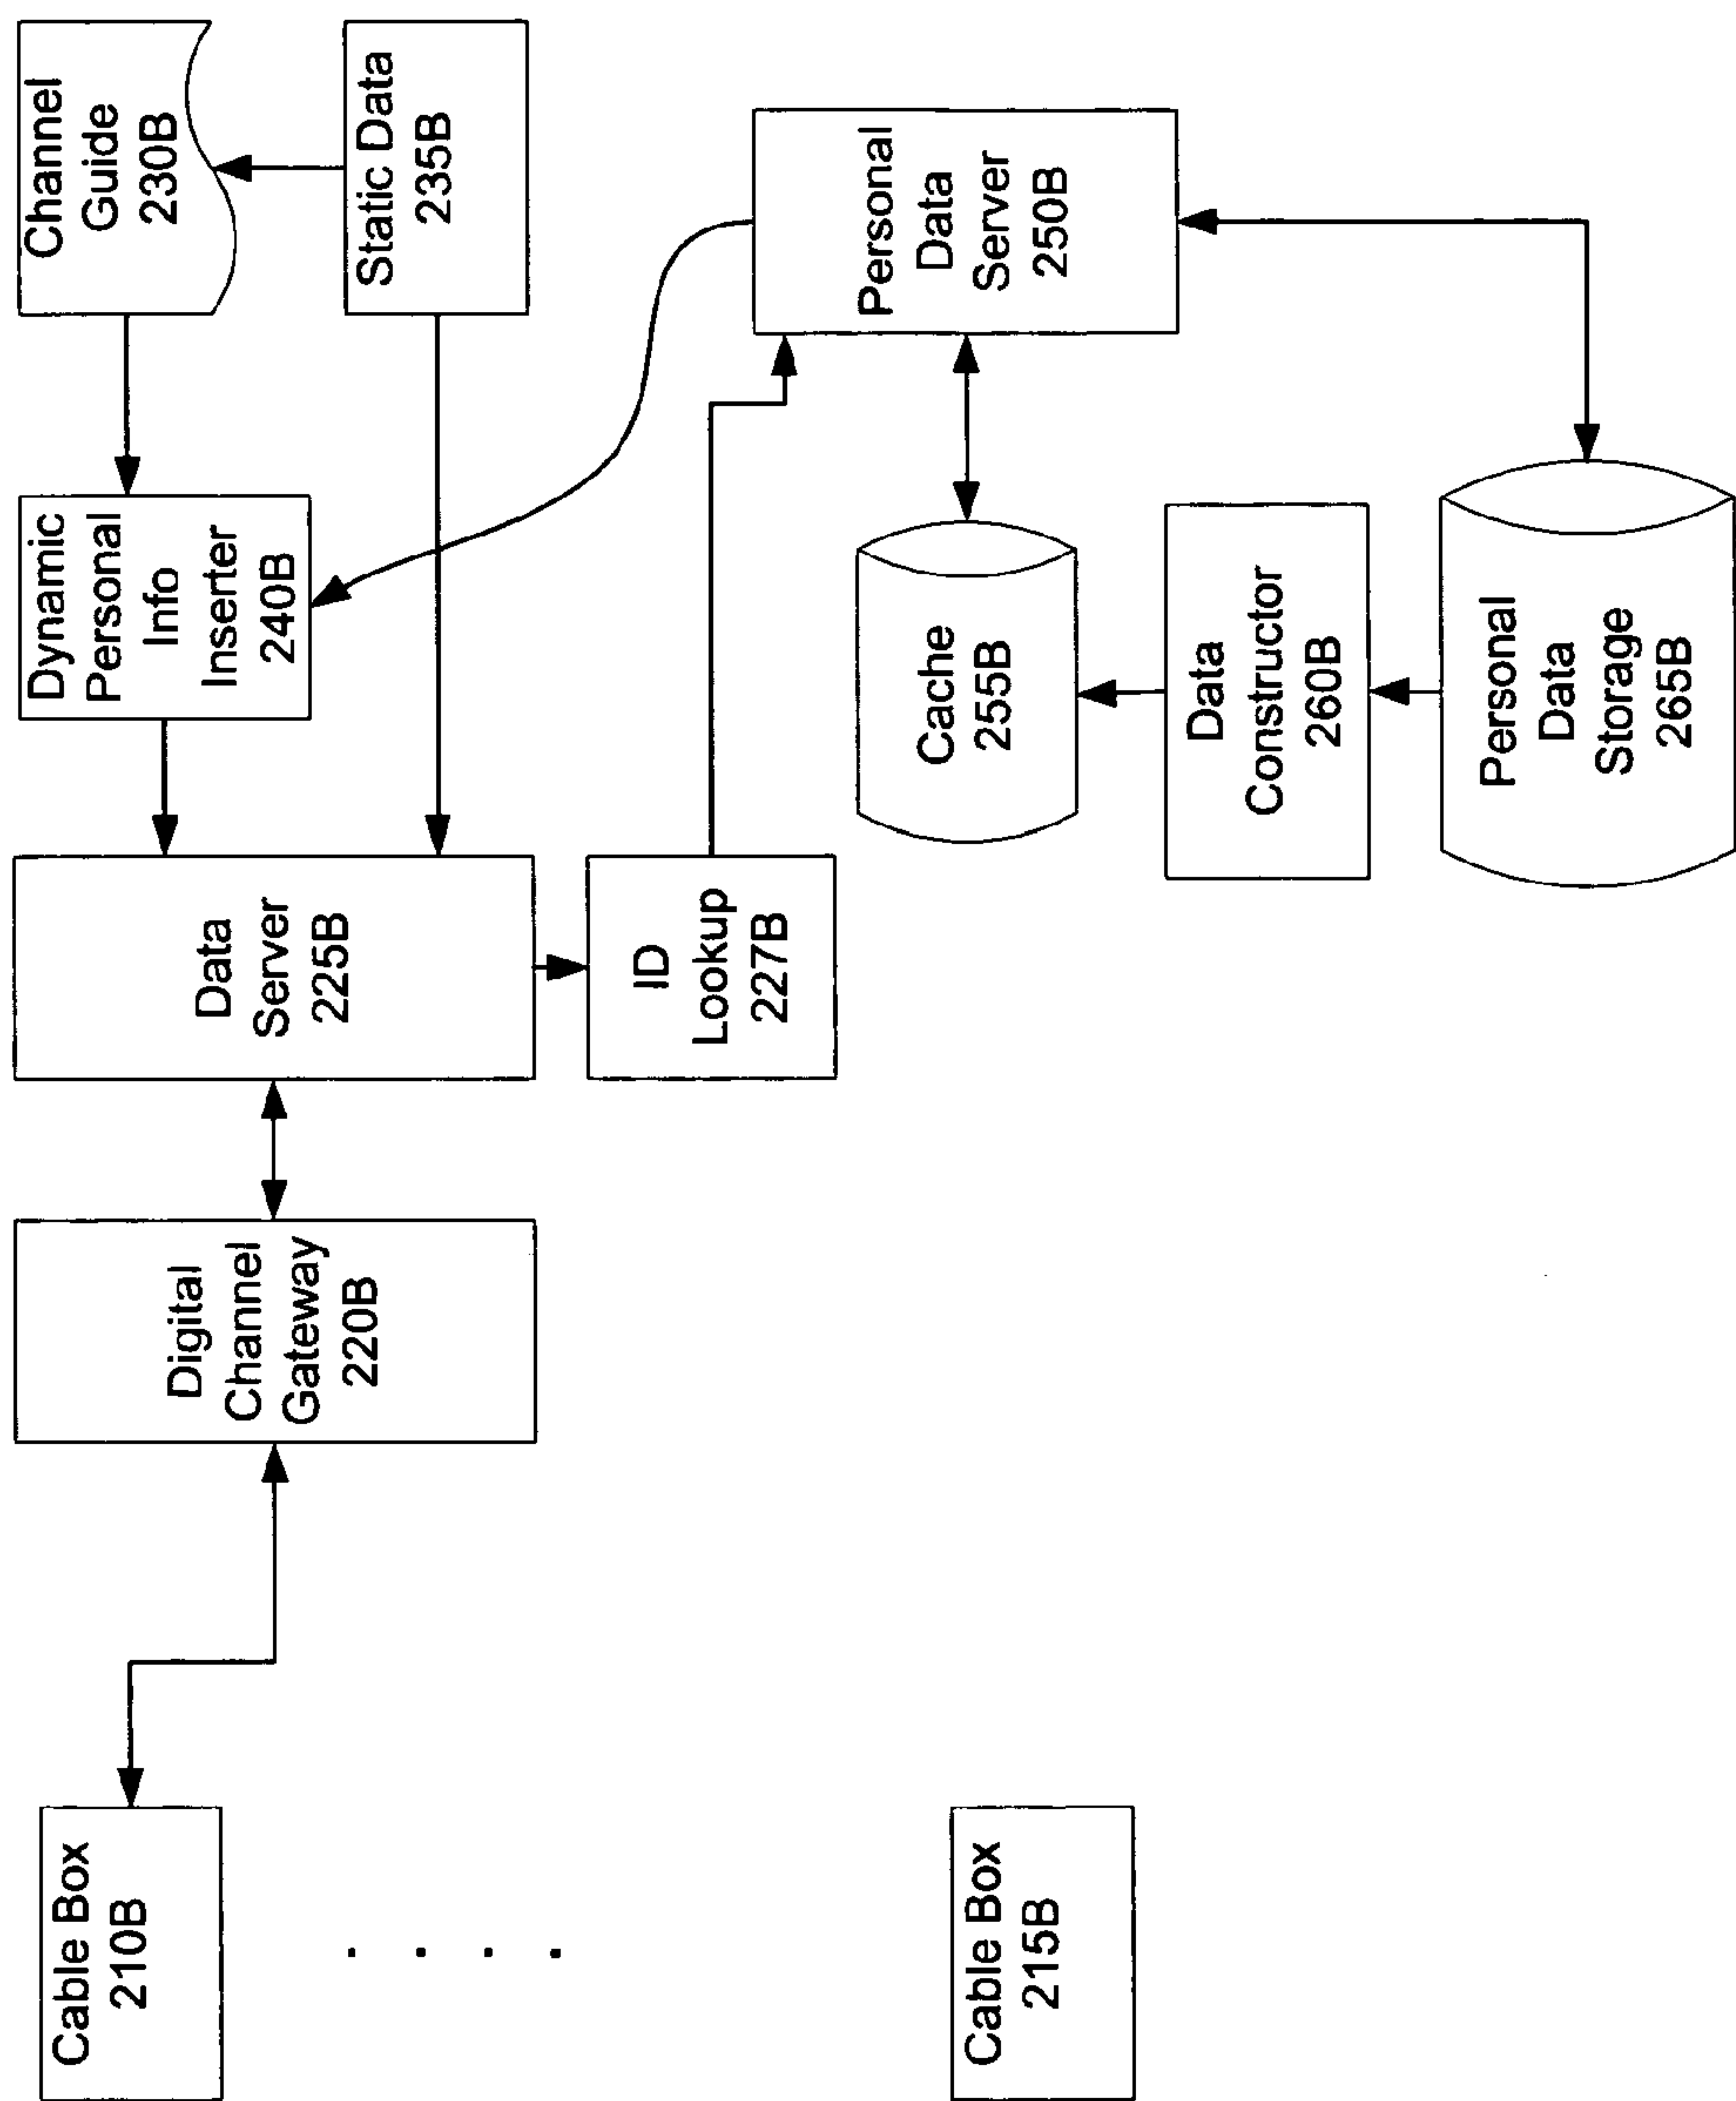 Cable Box
210B
Cable Box
215B
Digital
Channel
Gateway
220B
Data
Server
225B
ID
Lookup
227B
Dynamic
Personal
Info
Inserter
240B
Channel
Guide
230B
Static Data
235B
Personal
Data
Server
250B
Cache
255B
Data
Constructor
260B
Personal
Data
Storage
265B